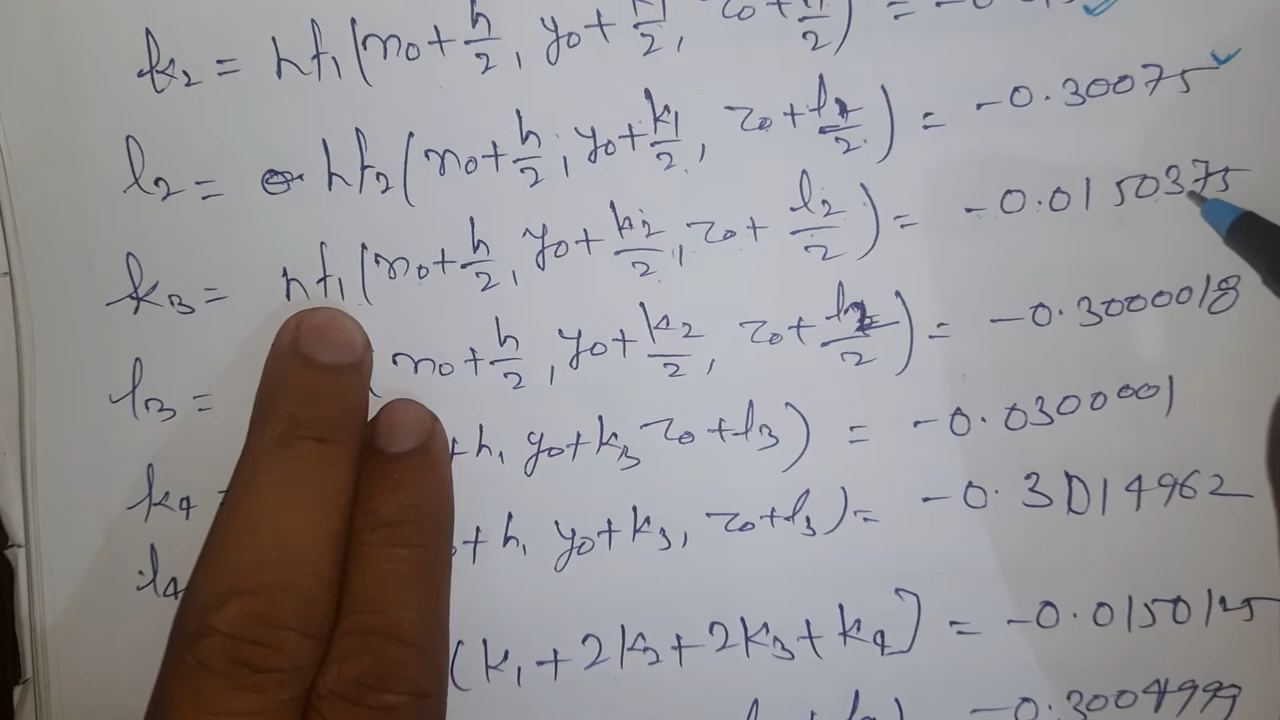 k₂ = hf₁(x₀ + h/2, y₀ + k₁/2, z₀ + l₁/2) = -0.01
l₂ = hf₂(x₀ + h/2, y₀ + k₁/2, z₀ + l₁/2) = -0.30075
k₃ = hf₁(x₀ + h/2, y₀ + k₂/2, z₀ + l₂/2) = -0.0150375
l₃ = x₀ + h/2, y₀ + k₂/2, z₀ + l₂/2) = -0.3000018
k₄ = + h, y₀ + k₃ z₀ + l₃) = -0.0300001
l₄ + h, y₀ + k₃, z₀ + l₃) = -0.3014962
(k₁ + 2k₂ + 2k₃ + k₄] = -0.0150125
-0.3004999